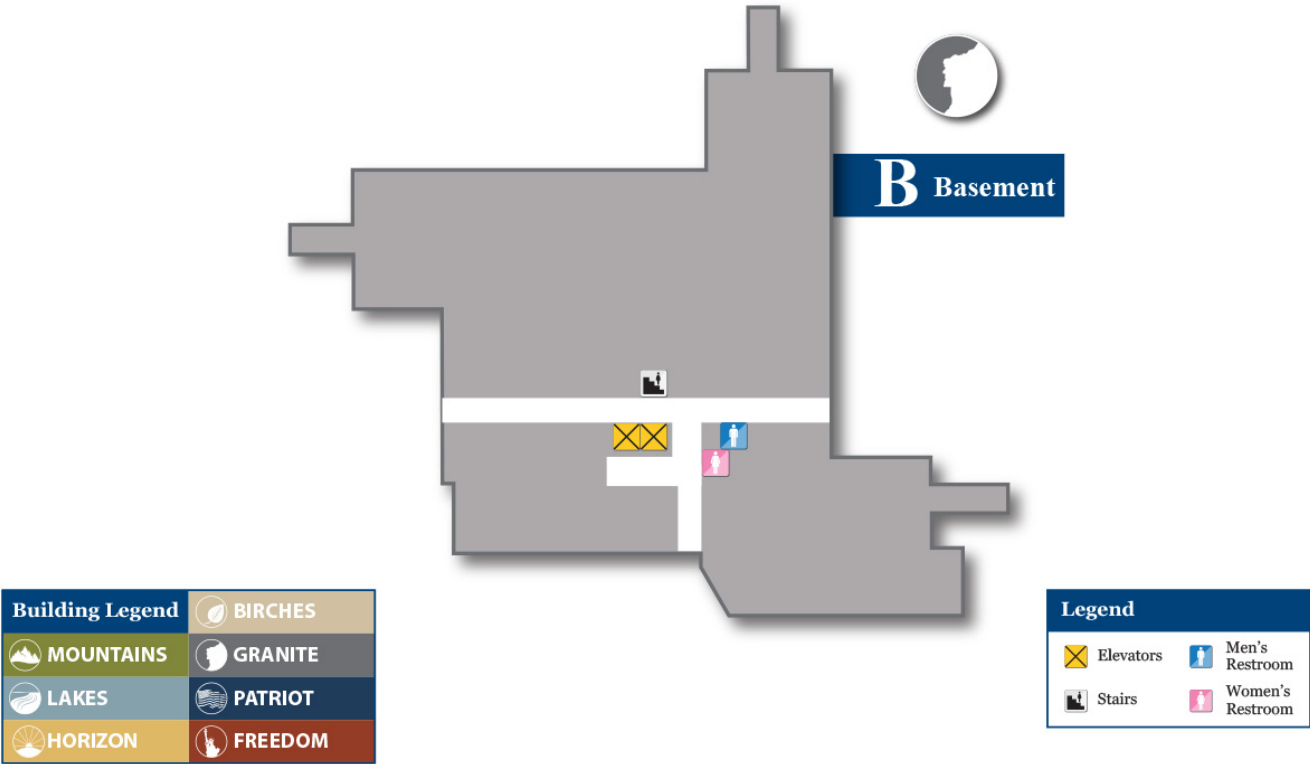 B Basement
Building Legend
BIRCHES
MOUNTAINS
GRANITE
LAKES
PATRIOT
HORIZON
FREEDOM
Legend
Elevators
Men's
Restroom
Stairs
Women's
Restroom